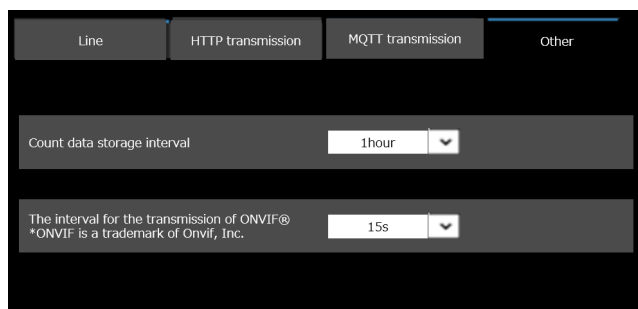 Line
HTTP transmission
MQTT transmission
Other
Count data storage interval
1hour
The interval for the transmission of ONVIF®
*ONVIF is a trademark of Onvif, Inc.
15s